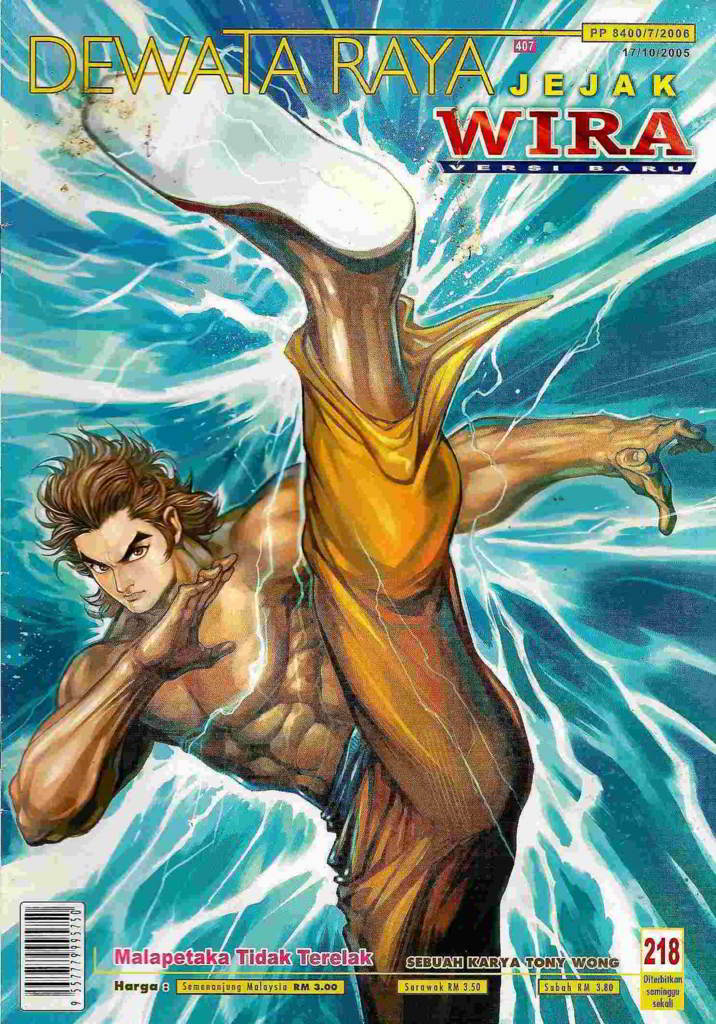 PP 8400/7/2006
DEWATA RAYA
407
17/10/2005
JEJAK
WIRA
VERSI BARU
Malapetaka Tidak Terelak
SEBUAH KARYA TONY WONG
218
Harga : Semenanjung Malaysia RM 3.00 Sarawak RM 3.50 Sabah RM 3.80
Diterbitkan
seminggu
sekali
9 557779 995750